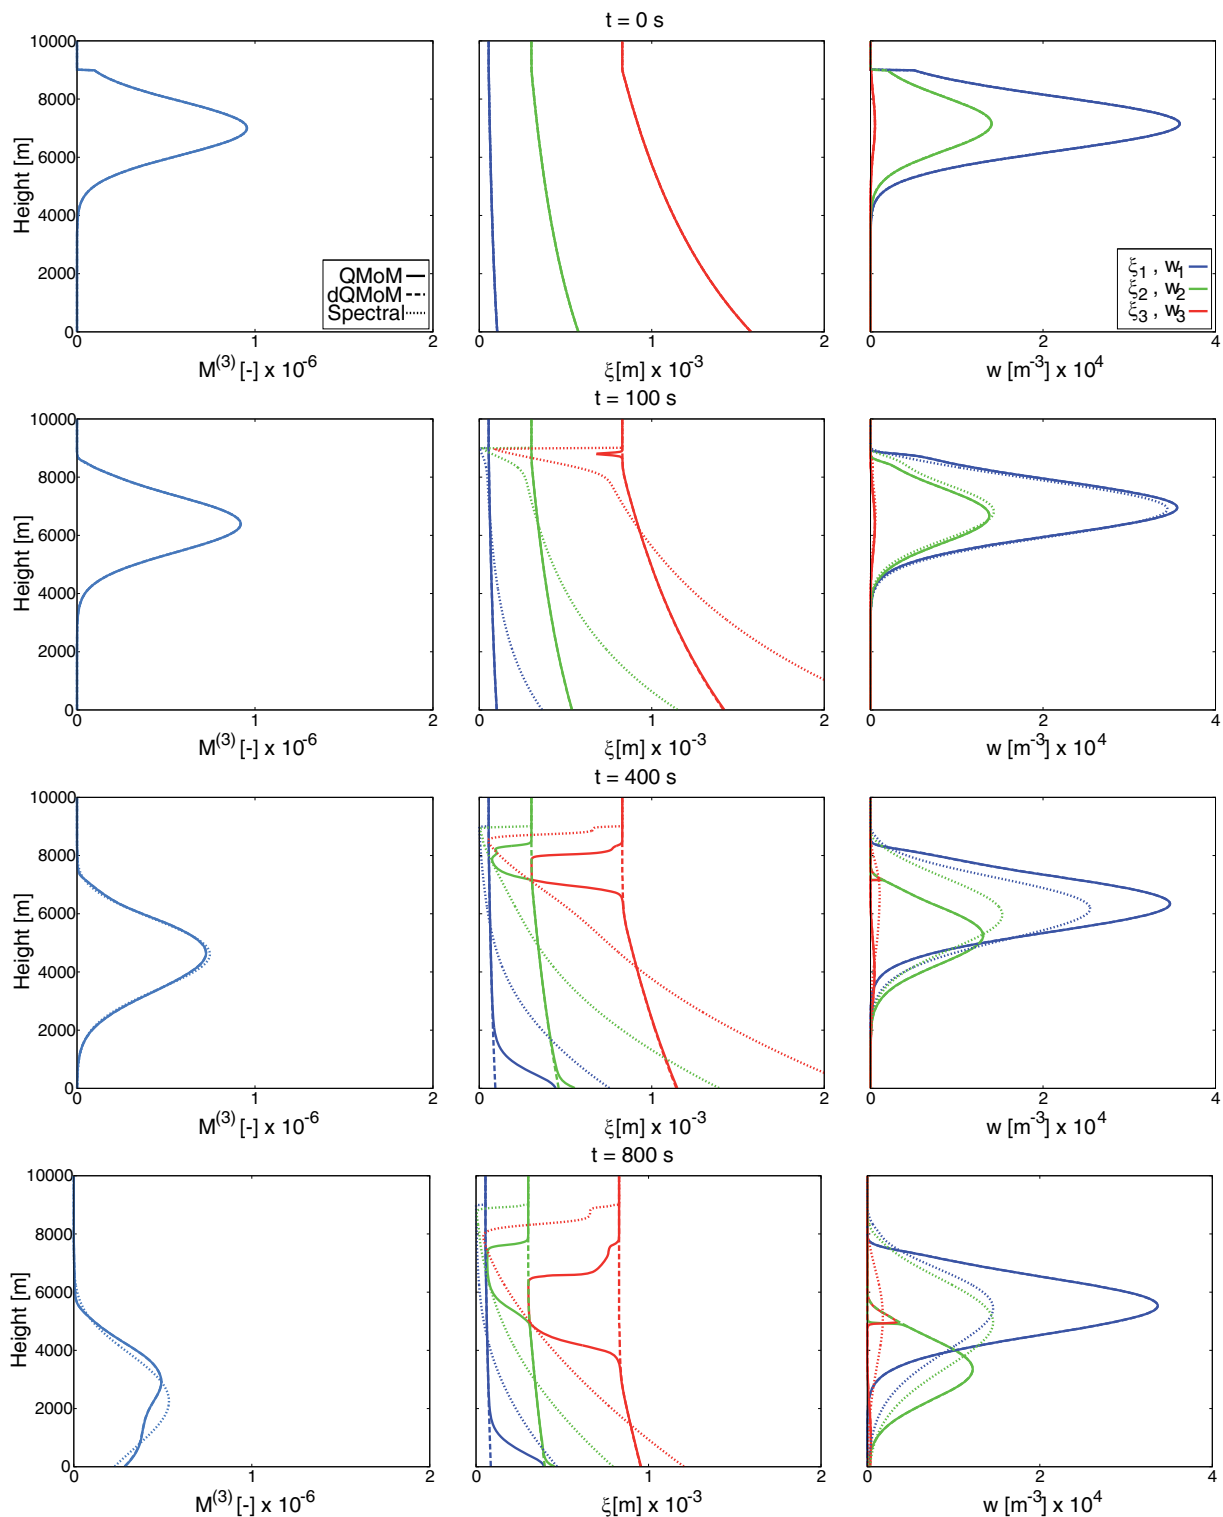 t = 0 s
10000
8000
6000
4000
2000
0
Height [m]
QMoM
dQMoM
Spectral
0 1 2
M(3) [-] x 10-6
0 1 2
ξ[m] x 10-3
ξ1 , w1
ξ2 , w2
ξ3 , w3
0 2 4
w [m-3] x 104
t = 100 s
10000
8000
6000
4000
2000
0
Height [m]
0 1 2
M(3) [-] x 10-6
0 1 2
ξ[m] x 10-3
0 2 4
w [m-3] x 104
t = 400 s
10000
8000
6000
4000
2000
0
Height [m]
0 1 2
M(3) [-] x 10-6
0 1 2
ξ[m] x 10-3
0 2 4
w [m-3] x 104
t = 800 s
10000
8000
6000
4000
2000
0
Height [m]
0 1 2
M(3) [-] x 10-6
0 1 2
ξ[m] x 10-3
0 2 4
w [m-3] x 104